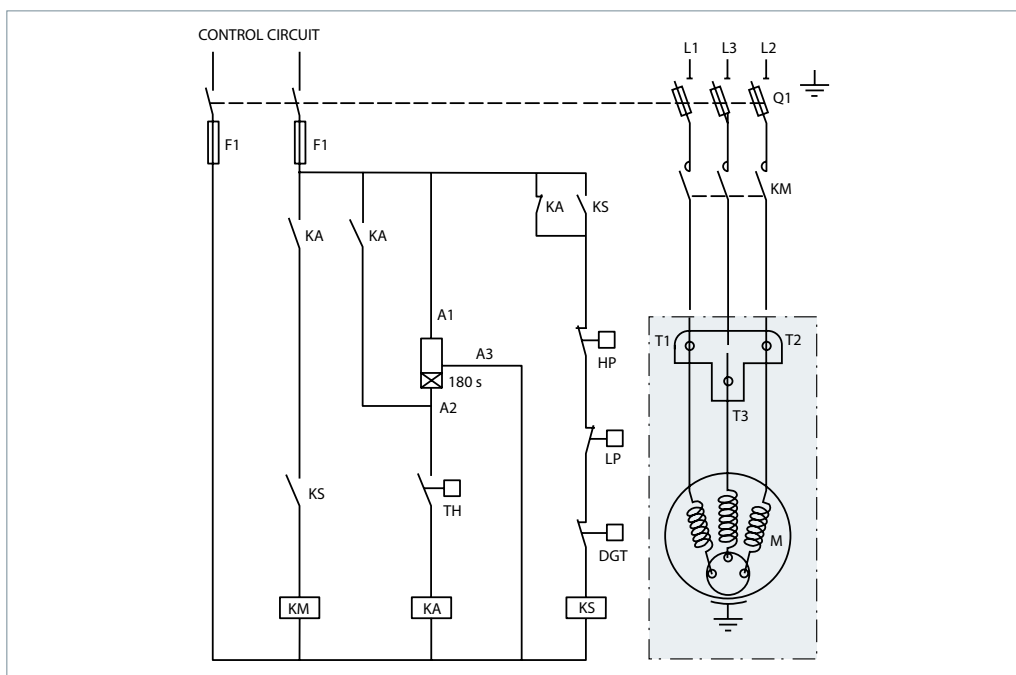 CONTROL CIRCUIT
L1 L3 L2
Q1
F1 F1
KM
KA KA KA KS
A1
T1 T2
A3
HP
180 s
A2
T3
LP
KS
TH
M
DGT
KM KA KS